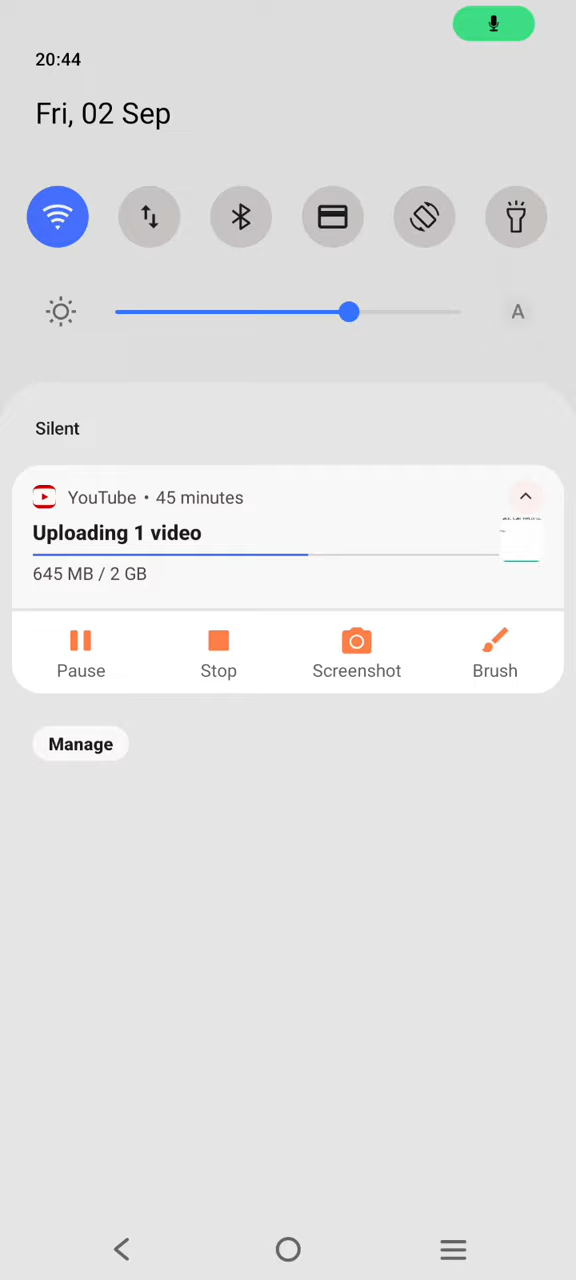 20:44
Fri, 02 Sep
A
Silent
YouTube • 45 minutes
Uploading 1 video
645 MB / 2 GB
Pause
Stop
Screenshot
Brush
Manage